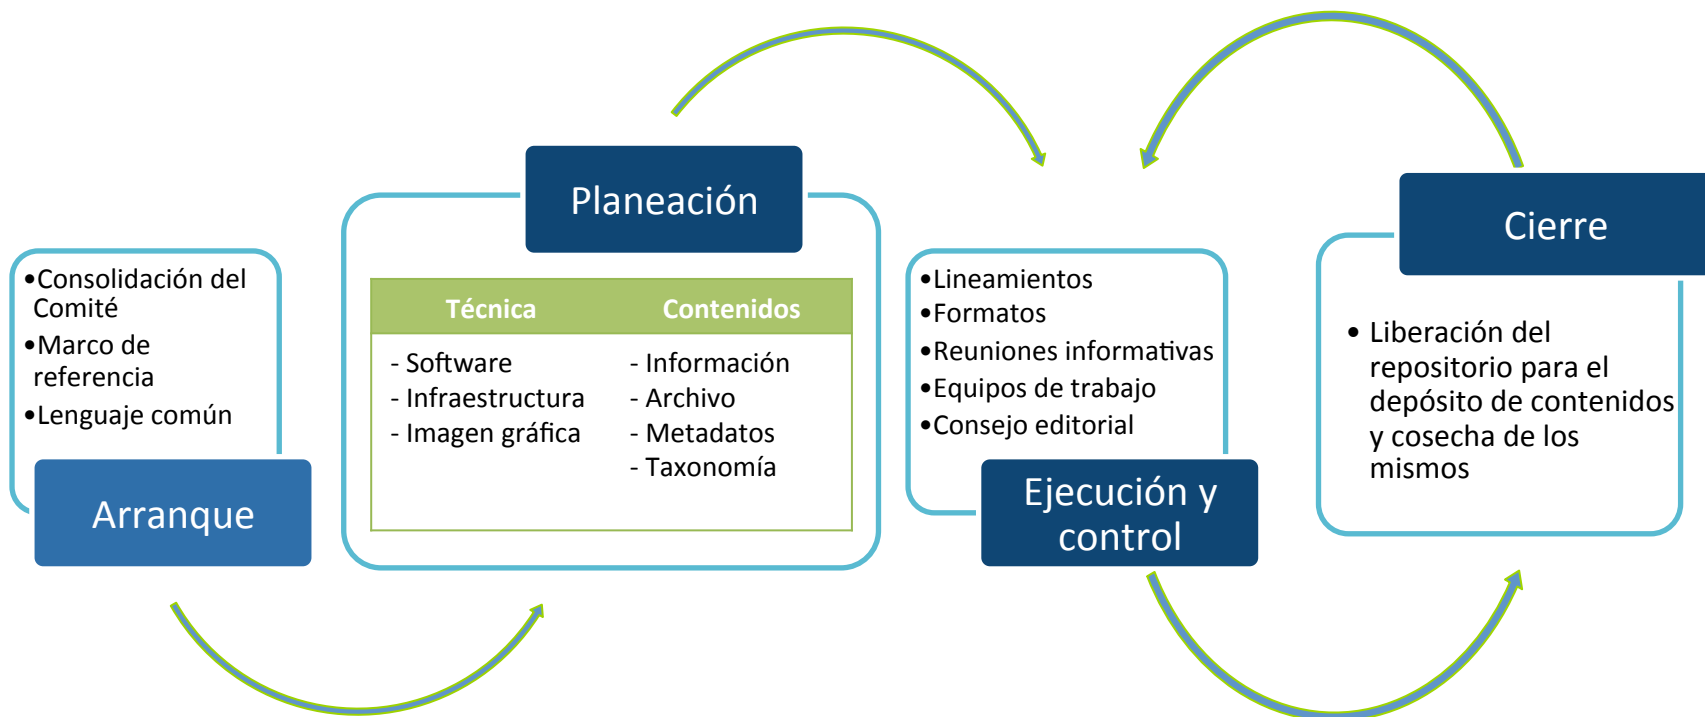 •Consolidación del
Comité
•Marco de
referencia
•Lenguaje común
Arranque
Planeación
Técnica
- Software
- Infraestructura
- Imagen gráfica
Contenidos
- Información
- Archivo
- Metadatos
- Taxonomía
•Lineamientos
•Formatos
•Reuniones informativas
•Equipos de trabajo
•Consejo editorial
Ejecución y
control
Cierre
• Liberación del
repositorio para el
depósito de contenidos
y cosecha de los
mismos